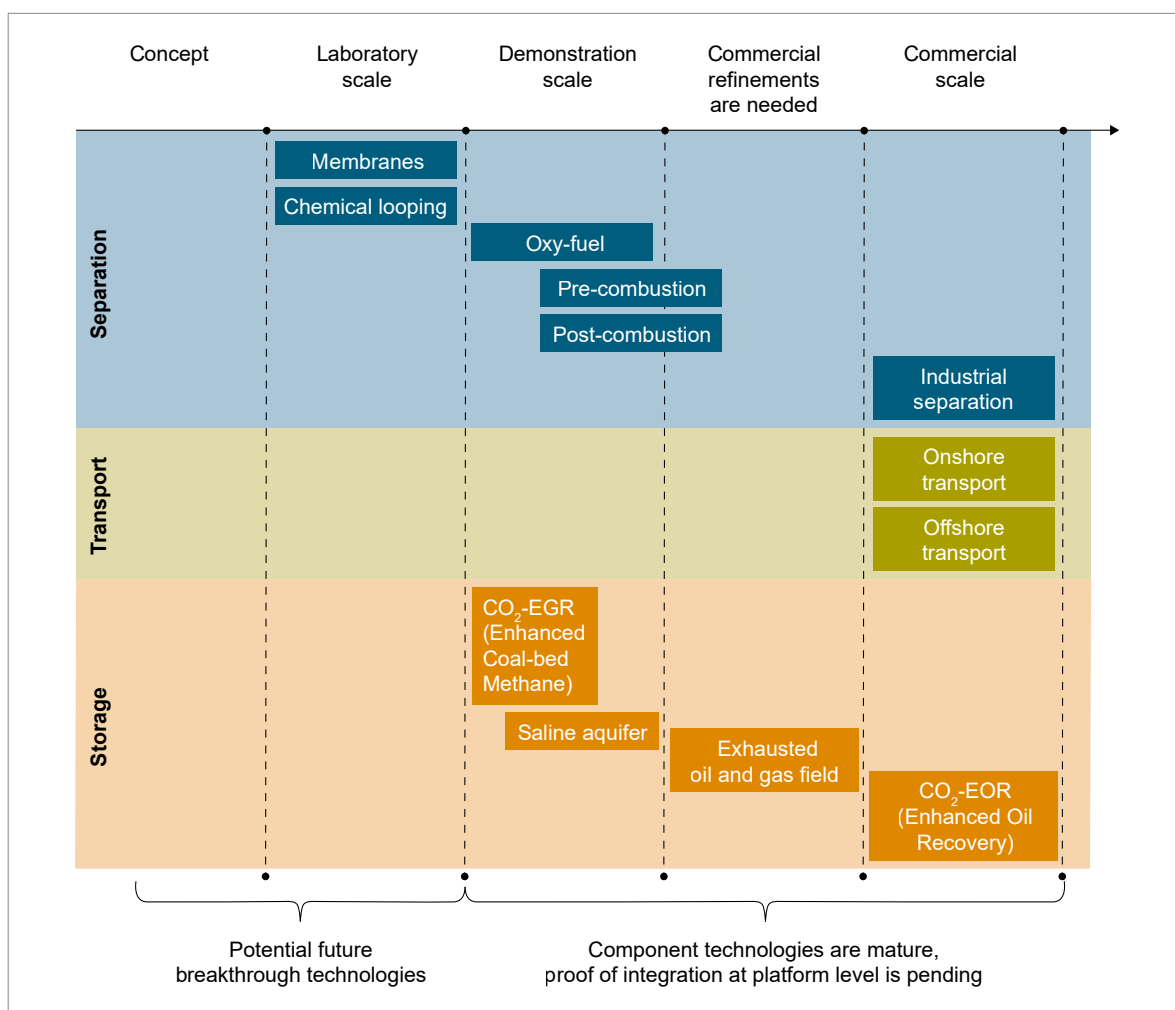 Concept
Laboratory
scale
Demonstration
scale
Commercial
refinements
are needed
Commercial
scale
Separation
Membranes
Chemical looping
Oxy-fuel
Pre-combustion
Post-combustion
Industrial
separation
Transport
Onshore
transport
Offshore
transport
Storage
CO₂-EGR
(Enhanced
Coal-bed
Methane)
Saline aquifer
Exhausted
oil and gas field
CO₂-EOR
(Enhanced Oil
Recovery)
Potential future
breakthrough technologies
Component technologies are mature,
proof of integration at platform level is pending